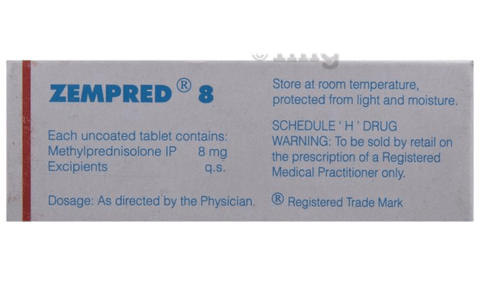 ZEMPRED ® 8
Each uncoated tablet contains:
Methylprednisolone IP 8 mg
Excipients q.s.
Dosage: As directed by the Physician.
Store at room temperature,
protected from light and moisture.
SCHEDULE ' H ' DRUG
WARNING: To be sold by retail on
the prescription of a Registered
Medical Practitioner only.
® Registered Trade Mark